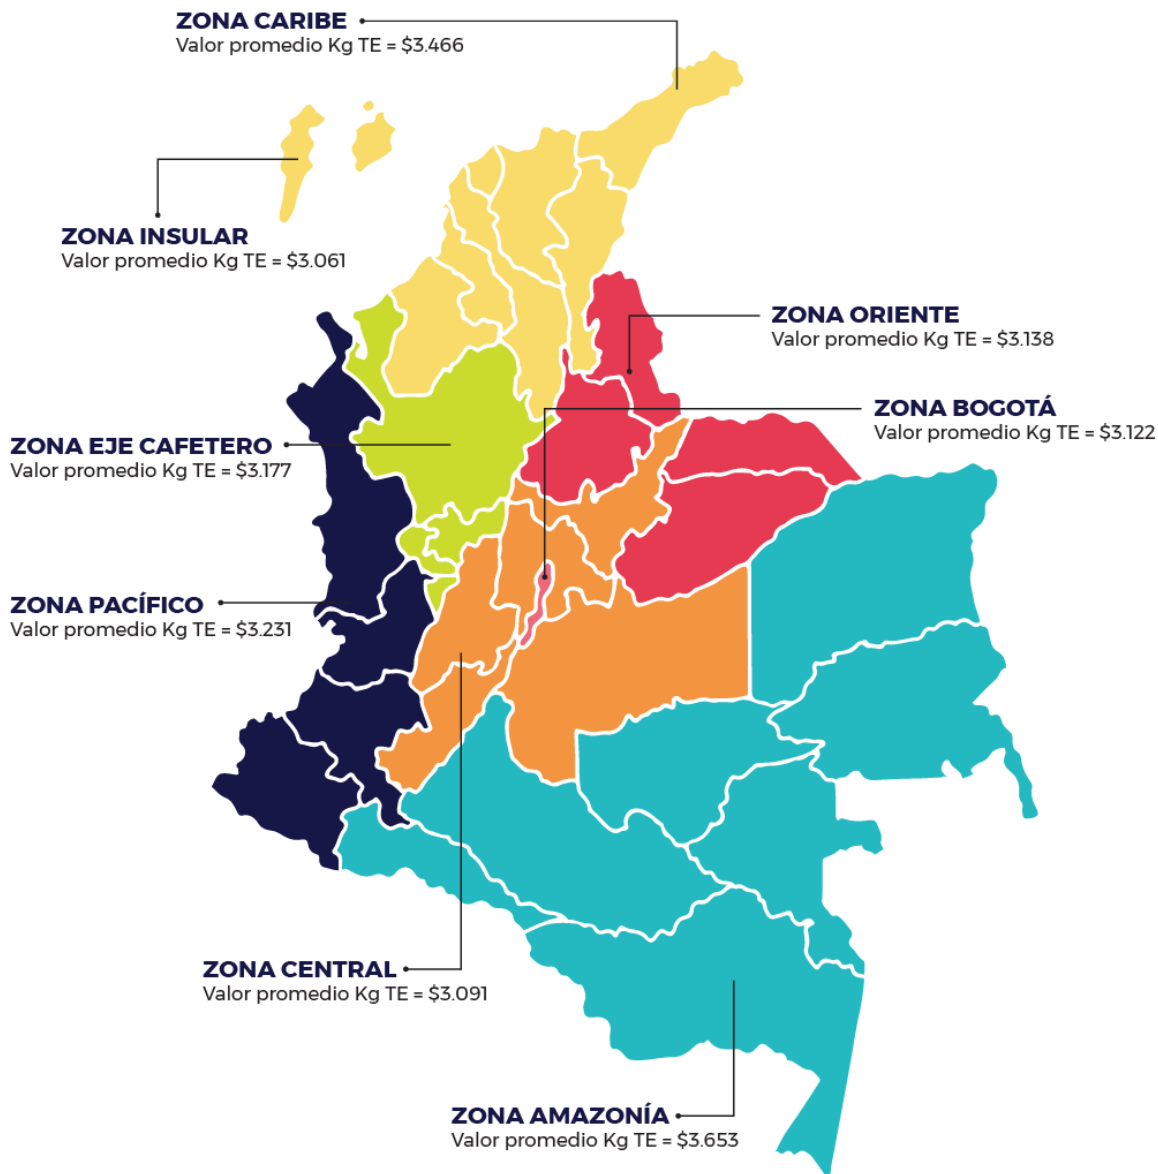 ZONA CARIBE
Valor promedio Kg TE = $3.466
ZONA INSULAR
Valor promedio Kg TE = $3.061
ZONA ORIENTE
Valor promedio Kg TE = $3.138
ZONA BOGOTÁ
Valor promedio Kg TE = $3.122
ZONA EJE CAFETERO
Valor promedio Kg TE = $3.177
ZONA PACÍFICO
Valor promedio Kg TE = $3.231
ZONA CENTRAL
Valor promedio Kg TE = $3.091
ZONA AMAZONÍA
Valor promedio Kg TE = $3.653